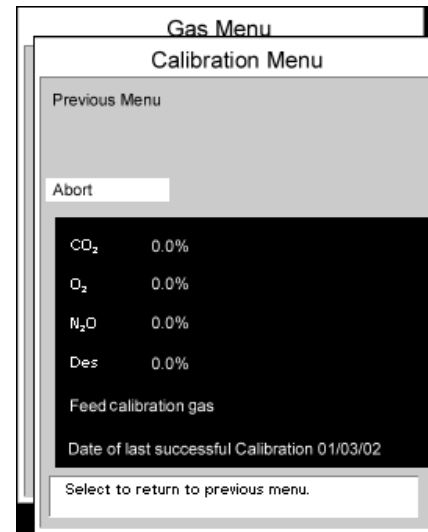 Gas Menu
Calibration Menu
Previous Menu
Abort
CO₂ 0.0%
O₂ 0.0%
N₂O 0.0%
Des 0.0%
Feed calibration gas
Date of last successful Calibration 01/03/02
Select to return to previous menu.